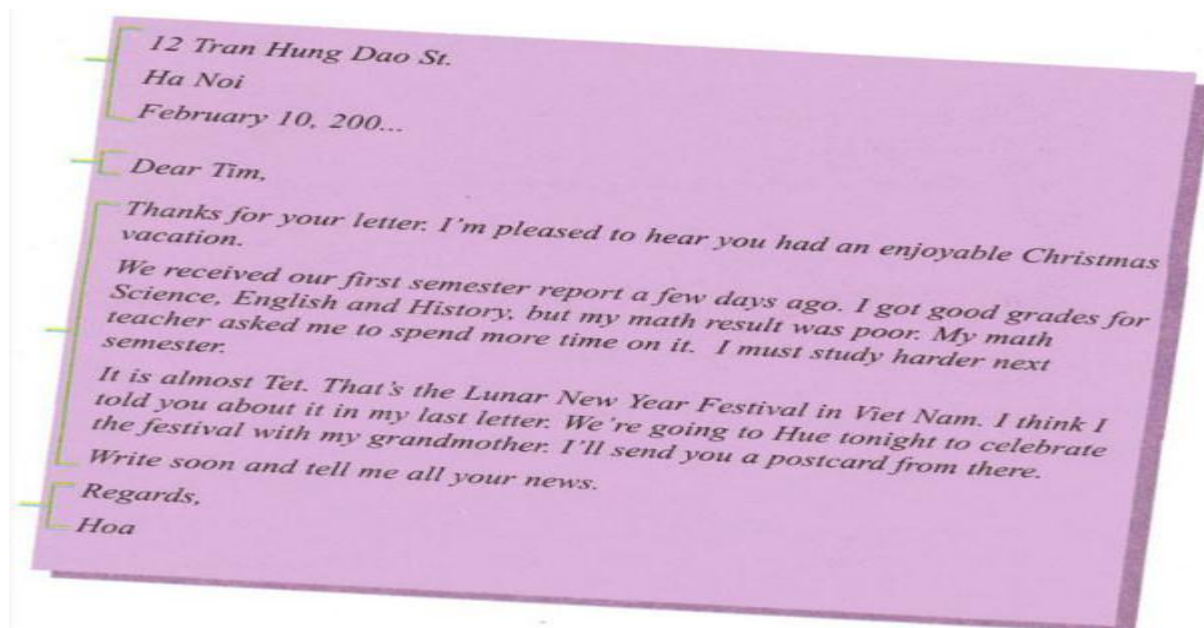 12 Tran Hung Dao St.
Ha Noi
February 10, 200...
Dear Tim,
Thanks for your letter. I'm pleased to hear you had an enjoyable Christmas
vacation.
We received our first semester report a few days ago. I got good grades for
Science, English and History, but my math result was poor. My math
teacher asked me to spend more time on it. I must study harder next
semester.
It is almost Tet. That's the Lunar New Year Festival in Viet Nam. I think I
told you about it in my last letter. We're going to Hue tonight to celebrate
the festival with my grandmother. I'll send you a postcard from there.
Write soon and tell me all your news.
Regards,
Hoa